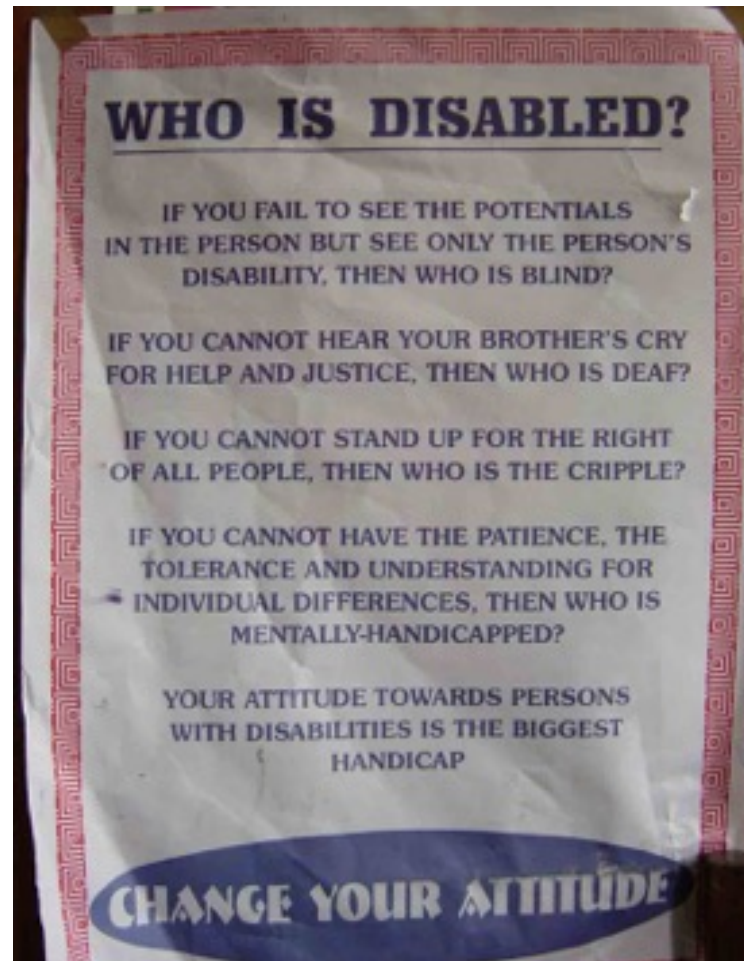 WHO IS DISABLED?
IF YOU FAIL TO SEE THE POTENTIALS
IN THE PERSON BUT SEE ONLY THE PERSON'S
DISABILITY, THEN WHO IS BLIND?
IF YOU CANNOT HEAR YOUR BROTHER'S CRY
FOR HELP AND JUSTICE, THEN WHO IS DEAF?
IF YOU CANNOT STAND UP FOR THE RIGHT
OF ALL PEOPLE, THEN WHO IS THE CRIPPLE?
IF YOU CANNOT HAVE THE PATIENCE, THE
TOLERANCE AND UNDERSTANDING FOR
INDIVIDUAL DIFFERENCES, THEN WHO IS
MENTALLY-HANDICAPPED?
YOUR ATTITUDE TOWARDS PERSONS
WITH DISABILITIES IS THE BIGGEST
HANDICAP
CHANGE YOUR ATTITUDE